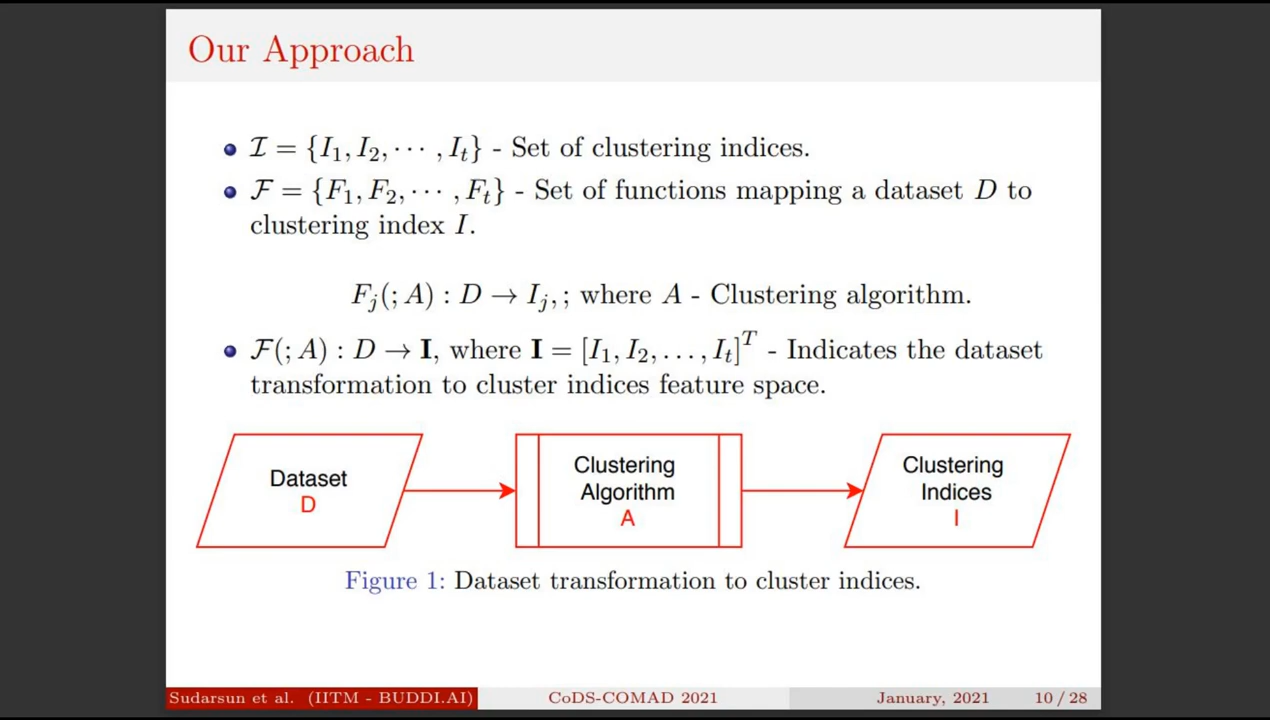 Our Approach
I = {I1, I2, ⋯ , It} - Set of clustering indices.
F = {F1, F2, ⋯ , Ft} - Set of functions mapping a dataset D to
clustering index I.
Fj(; A) : D → Ij, ; where A - Clustering algorithm.
F(; A) : D → I, where I = [I1, I2, . . . , It]^T - Indicates the dataset
transformation to cluster indices feature space.
Dataset
D
Clustering
Algorithm
A
Clustering
Indices
I
Figure 1: Dataset transformation to cluster indices.
Sudarsun et al. (IITM - BUDDI.AI) CoDS-COMAD 2021 January, 2021 10 / 28